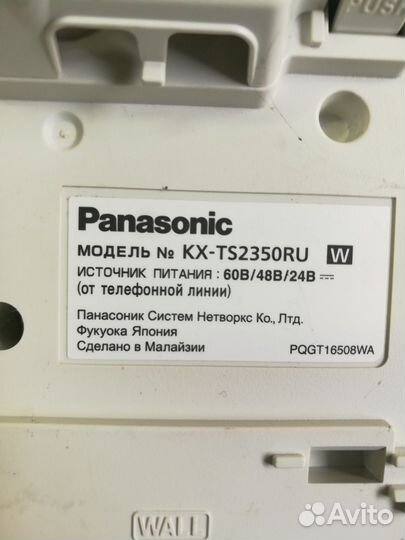 PUSH
Panasonic
МОДЕЛЬ № KX-TS2350RU W
ИСТОЧНИК ПИТАНИЯ : 60В/48В/24В
(от телефонной линии)
Панасоник Систем Нетворкс Ко., Лтд.
Фукуока Япония
Сделано в Малайзии PQGT16508WA
WALL
Avito